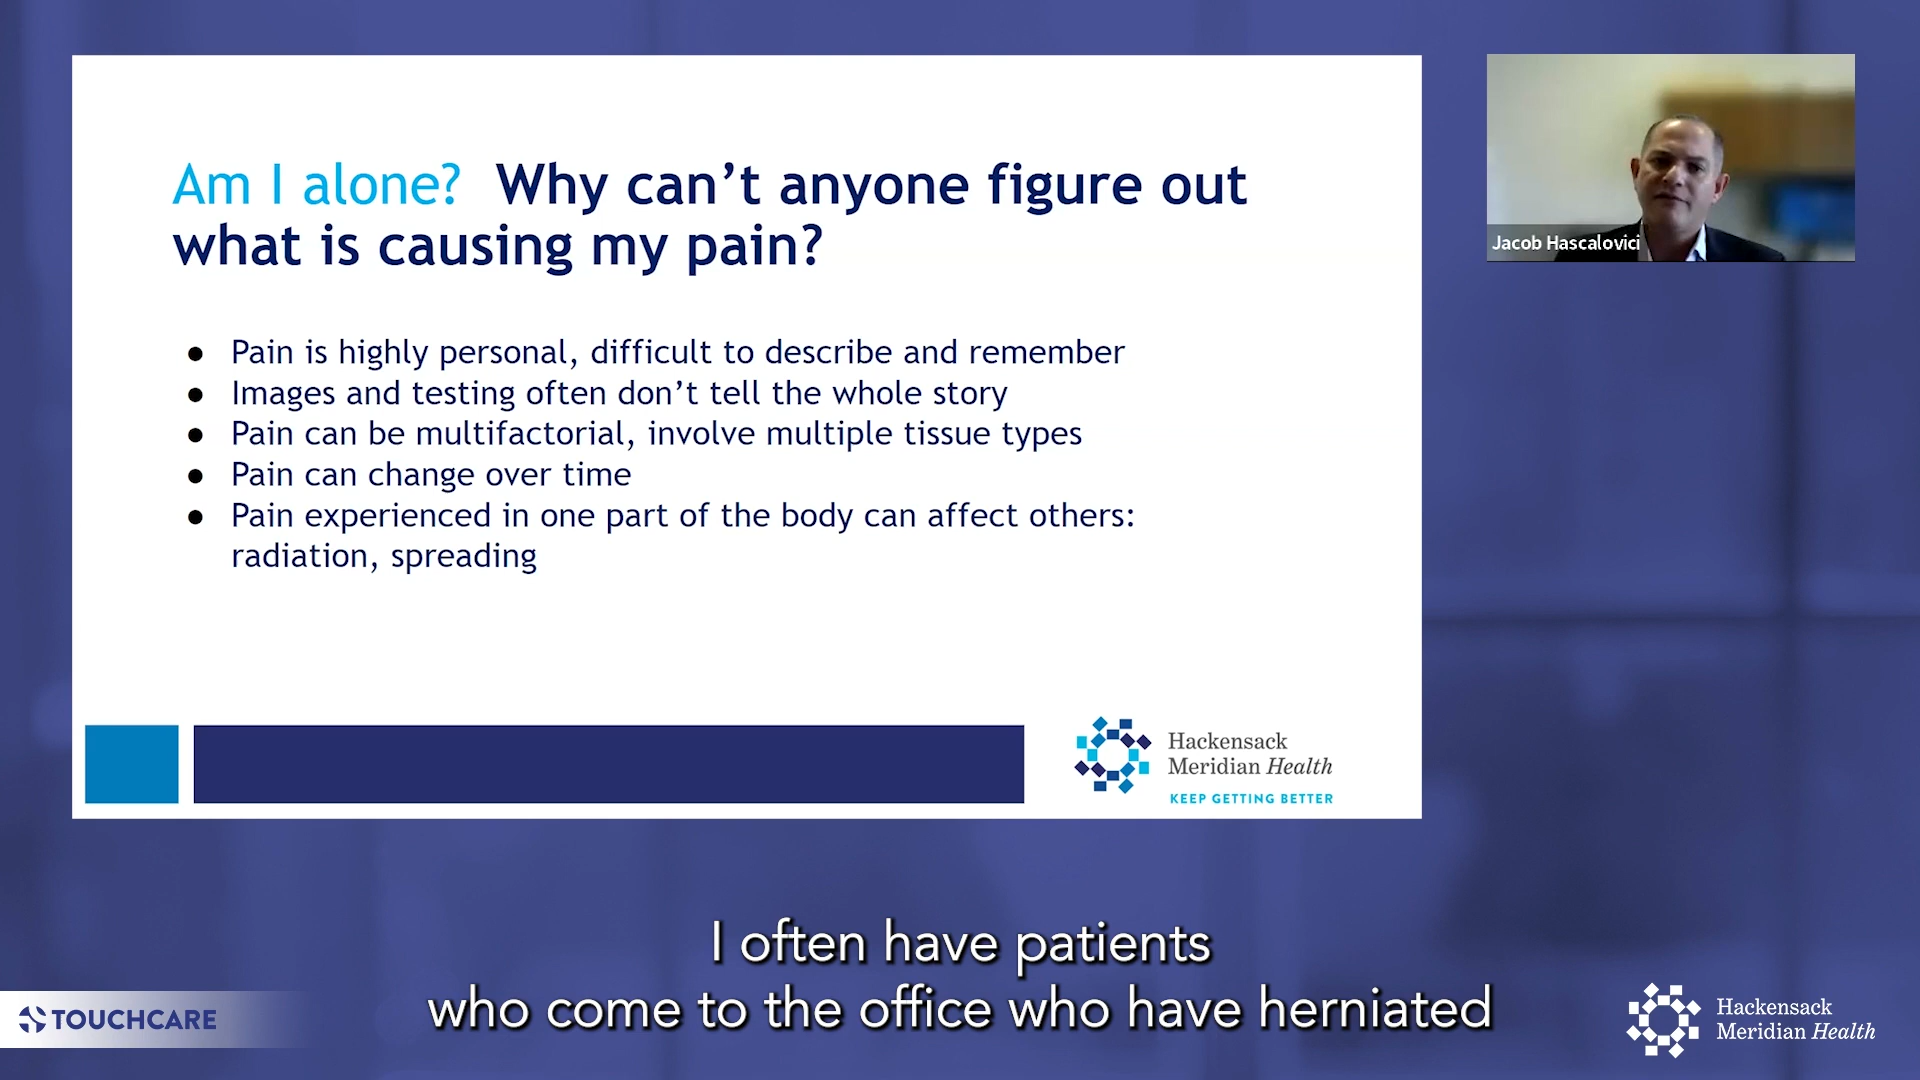 Am I alone? Why can’t anyone figure out
what is causing my pain?
● Pain is highly personal, difficult to describe and remember
● Images and testing often don’t tell the whole story
● Pain can be multifactorial, involve multiple tissue types
● Pain can change over time
● Pain experienced in one part of the body can affect others:
radiation, spreading
Hackensack
Meridian Health
KEEP GETTING BETTER
Jacob Hascalovici
I often have patients
who come to the office who have herniated
TOUCHCARE
Hackensack
Meridian Health